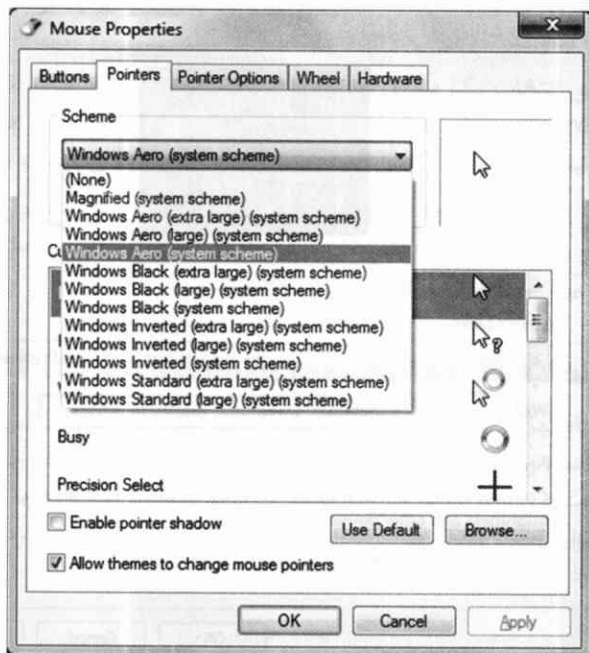 Mouse Properties
Buttons Pointers Pointer Options Wheel Hardware
Scheme
Windows Aero (system scheme)
(None)
Magnified (system scheme)
Windows Aero (extra large) (system scheme)
Windows Aero (large) (system scheme)
Windows Aero (system scheme)
Windows Black (extra large) (system scheme)
Windows Black (large) (system scheme)
Windows Black (system scheme)
Windows Inverted (extra large) (system scheme)
Windows Inverted (large) (system scheme)
Windows Inverted (system scheme)
Windows Standard (extra large) (system scheme)
Windows Standard (large) (system scheme)
Busy
Precision Select
Enable pointer shadow
Use Default Browse...
Allow themes to change mouse pointers
OK Cancel Apply